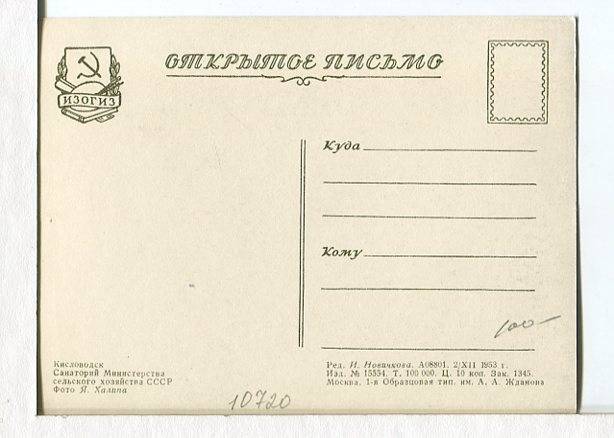 ОТКРЫТОЕ ПИСЬМО
ИЗОГИЗ
Куда
Кому
Кисловодск
Санаторий Министерства
сельского хозяйства СССР
Фото Я. Халипа
Ред. И. Новичкова. А08801. 2/XII 1953 г.
Изд. № 15554. Т. 100 000. Ц. 10 коп. Зак. 1345.
Москва. 1-я Образцовая тип. им. А. А. Жданова
100
10720